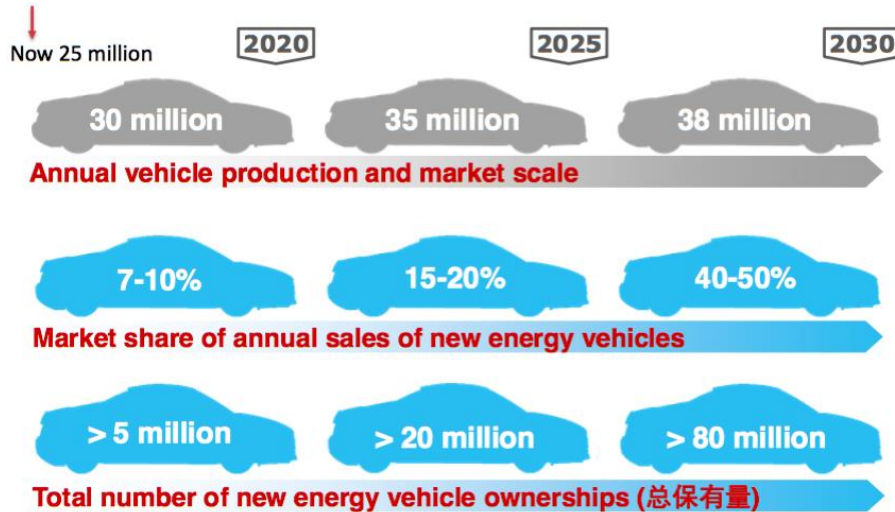 Now 25 million
2020
2025
2030
30 million
35 million
38 million
Annual vehicle production and market scale
7-10%
15-20%
40-50%
Market share of annual sales of new energy vehicles
> 5 million
> 20 million
> 80 million
Total number of new energy vehicle ownerships (总保有量)